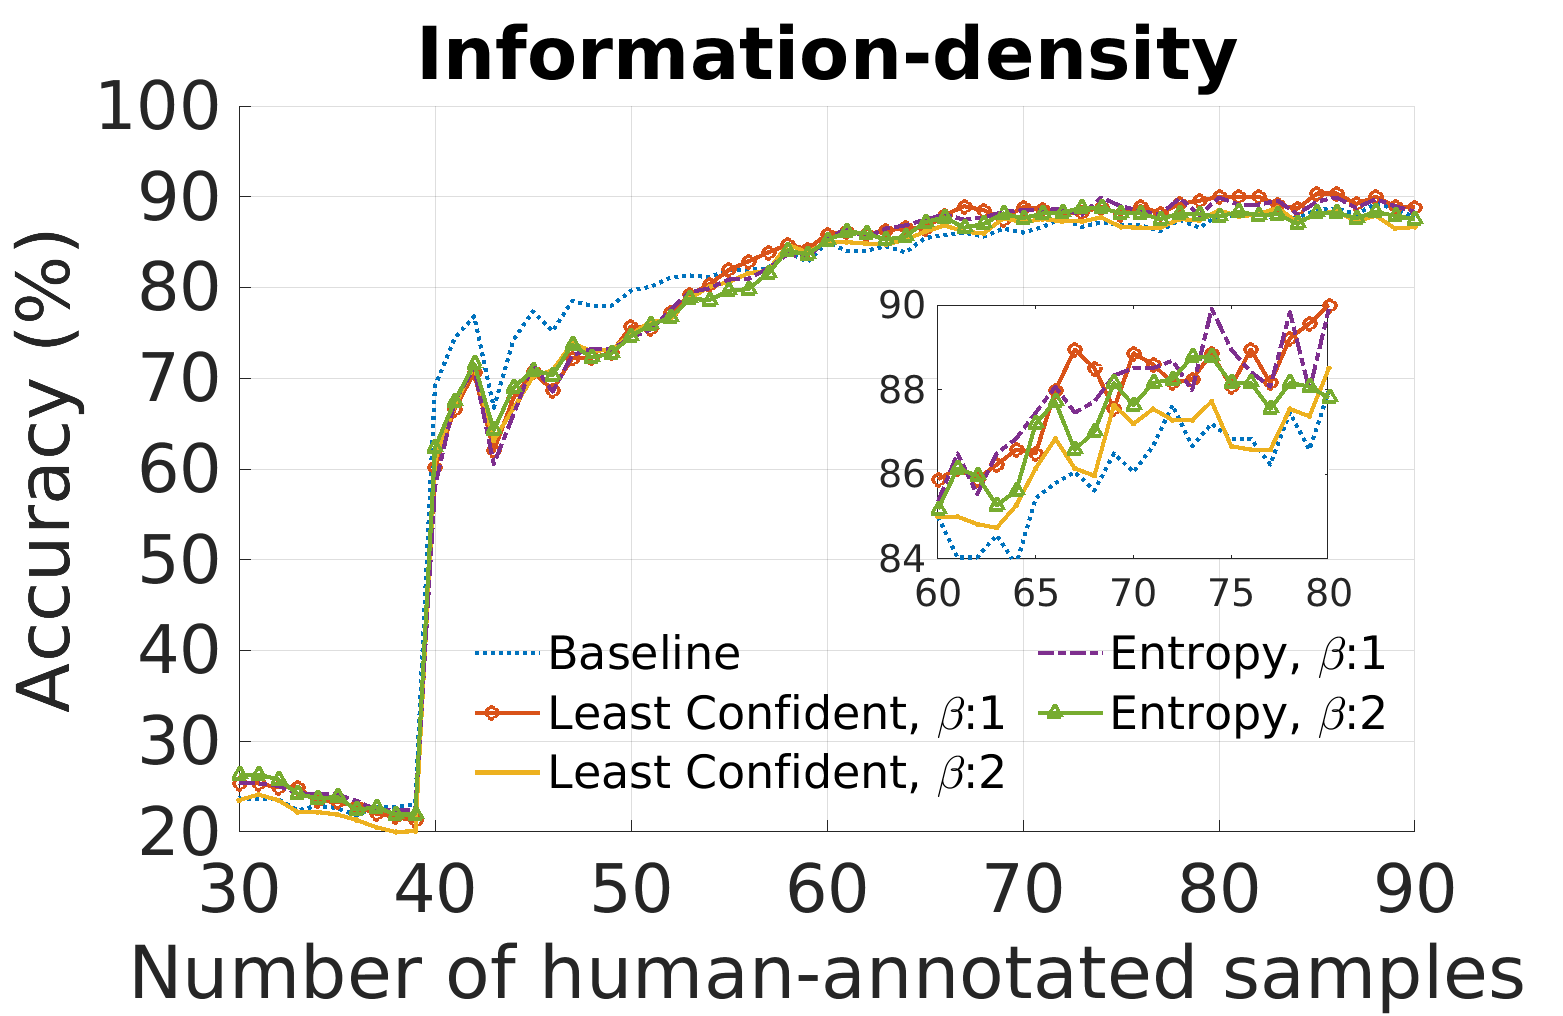 Information-density
Accuracy (%)
100
90
80
70
60
50
40
30
20
30 40 50 60 70 80 90
Number of human-annotated samples
90
88
86
84
60 65 70 75 80
Baseline
Least Confident, β:1
Least Confident, β:2
Entropy, β:1
Entropy, β:2